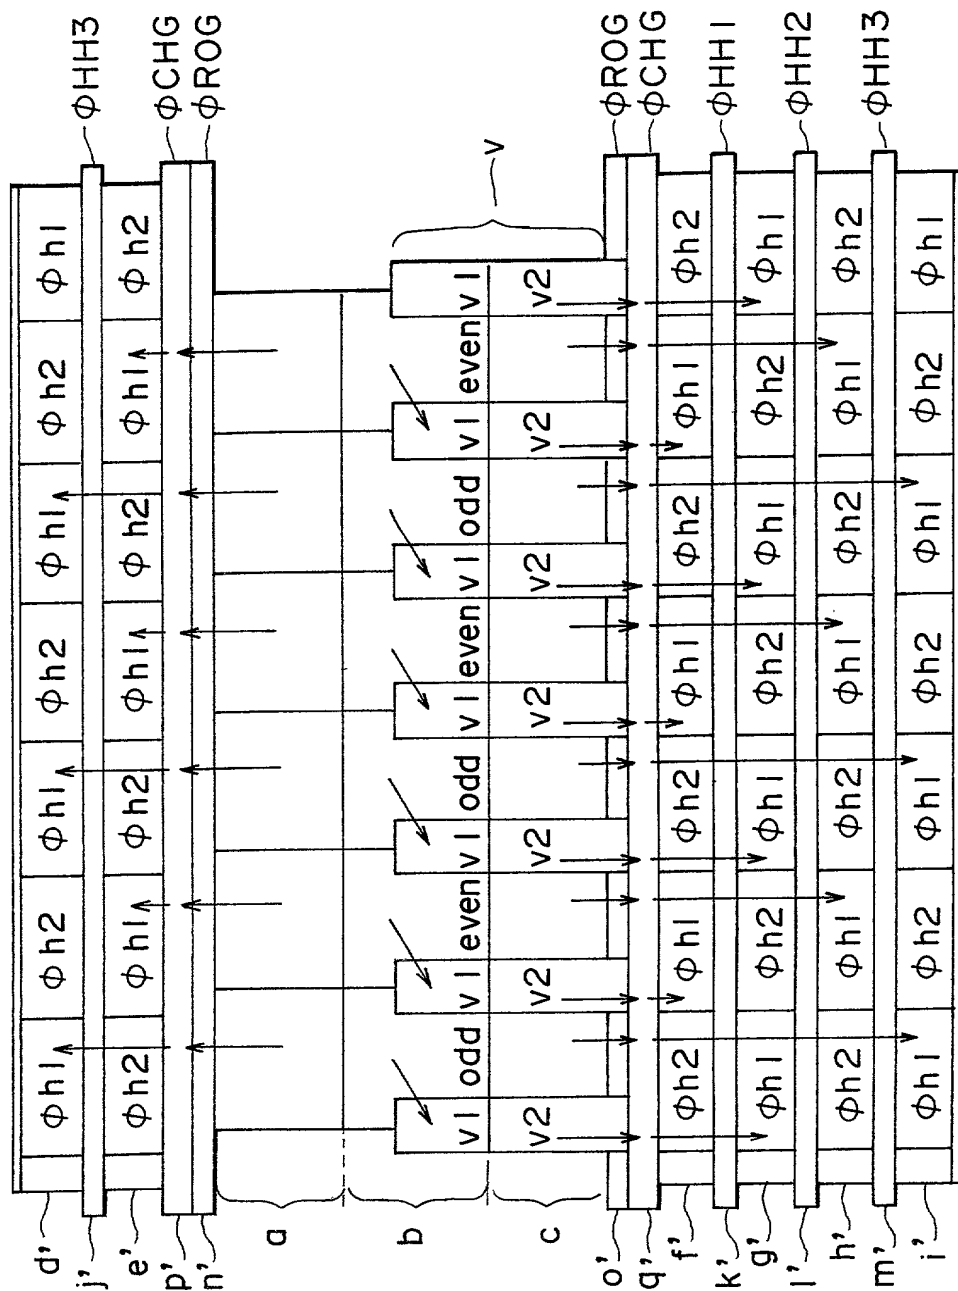 d' φh1 φh2 φh1 φh2 φh1 φh2 φh1
j' φHH3
e' φh2 φh1 φh2 φh1 φh2 φh1 φh2
p' φCHG
n' φROG
a
b
v1 odd v1 even v1 odd v1 even v1 odd v1 even v1
v
c v2 v2 v2 v2 v2 v2 v2
o' φROG
q' φCHG
f' φh2 φh1 φh2 φh1 φh2 φh1 φh2
k' φHH1
g' φh1 φh2 φh1 φh2 φh1 φh2 φh1
l' φHH2
h' φh2 φh1 φh2 φh1 φh2 φh1 φh2
m' φHH3
i' φh1 φh2 φh1 φh2 φh1 φh2 φh1